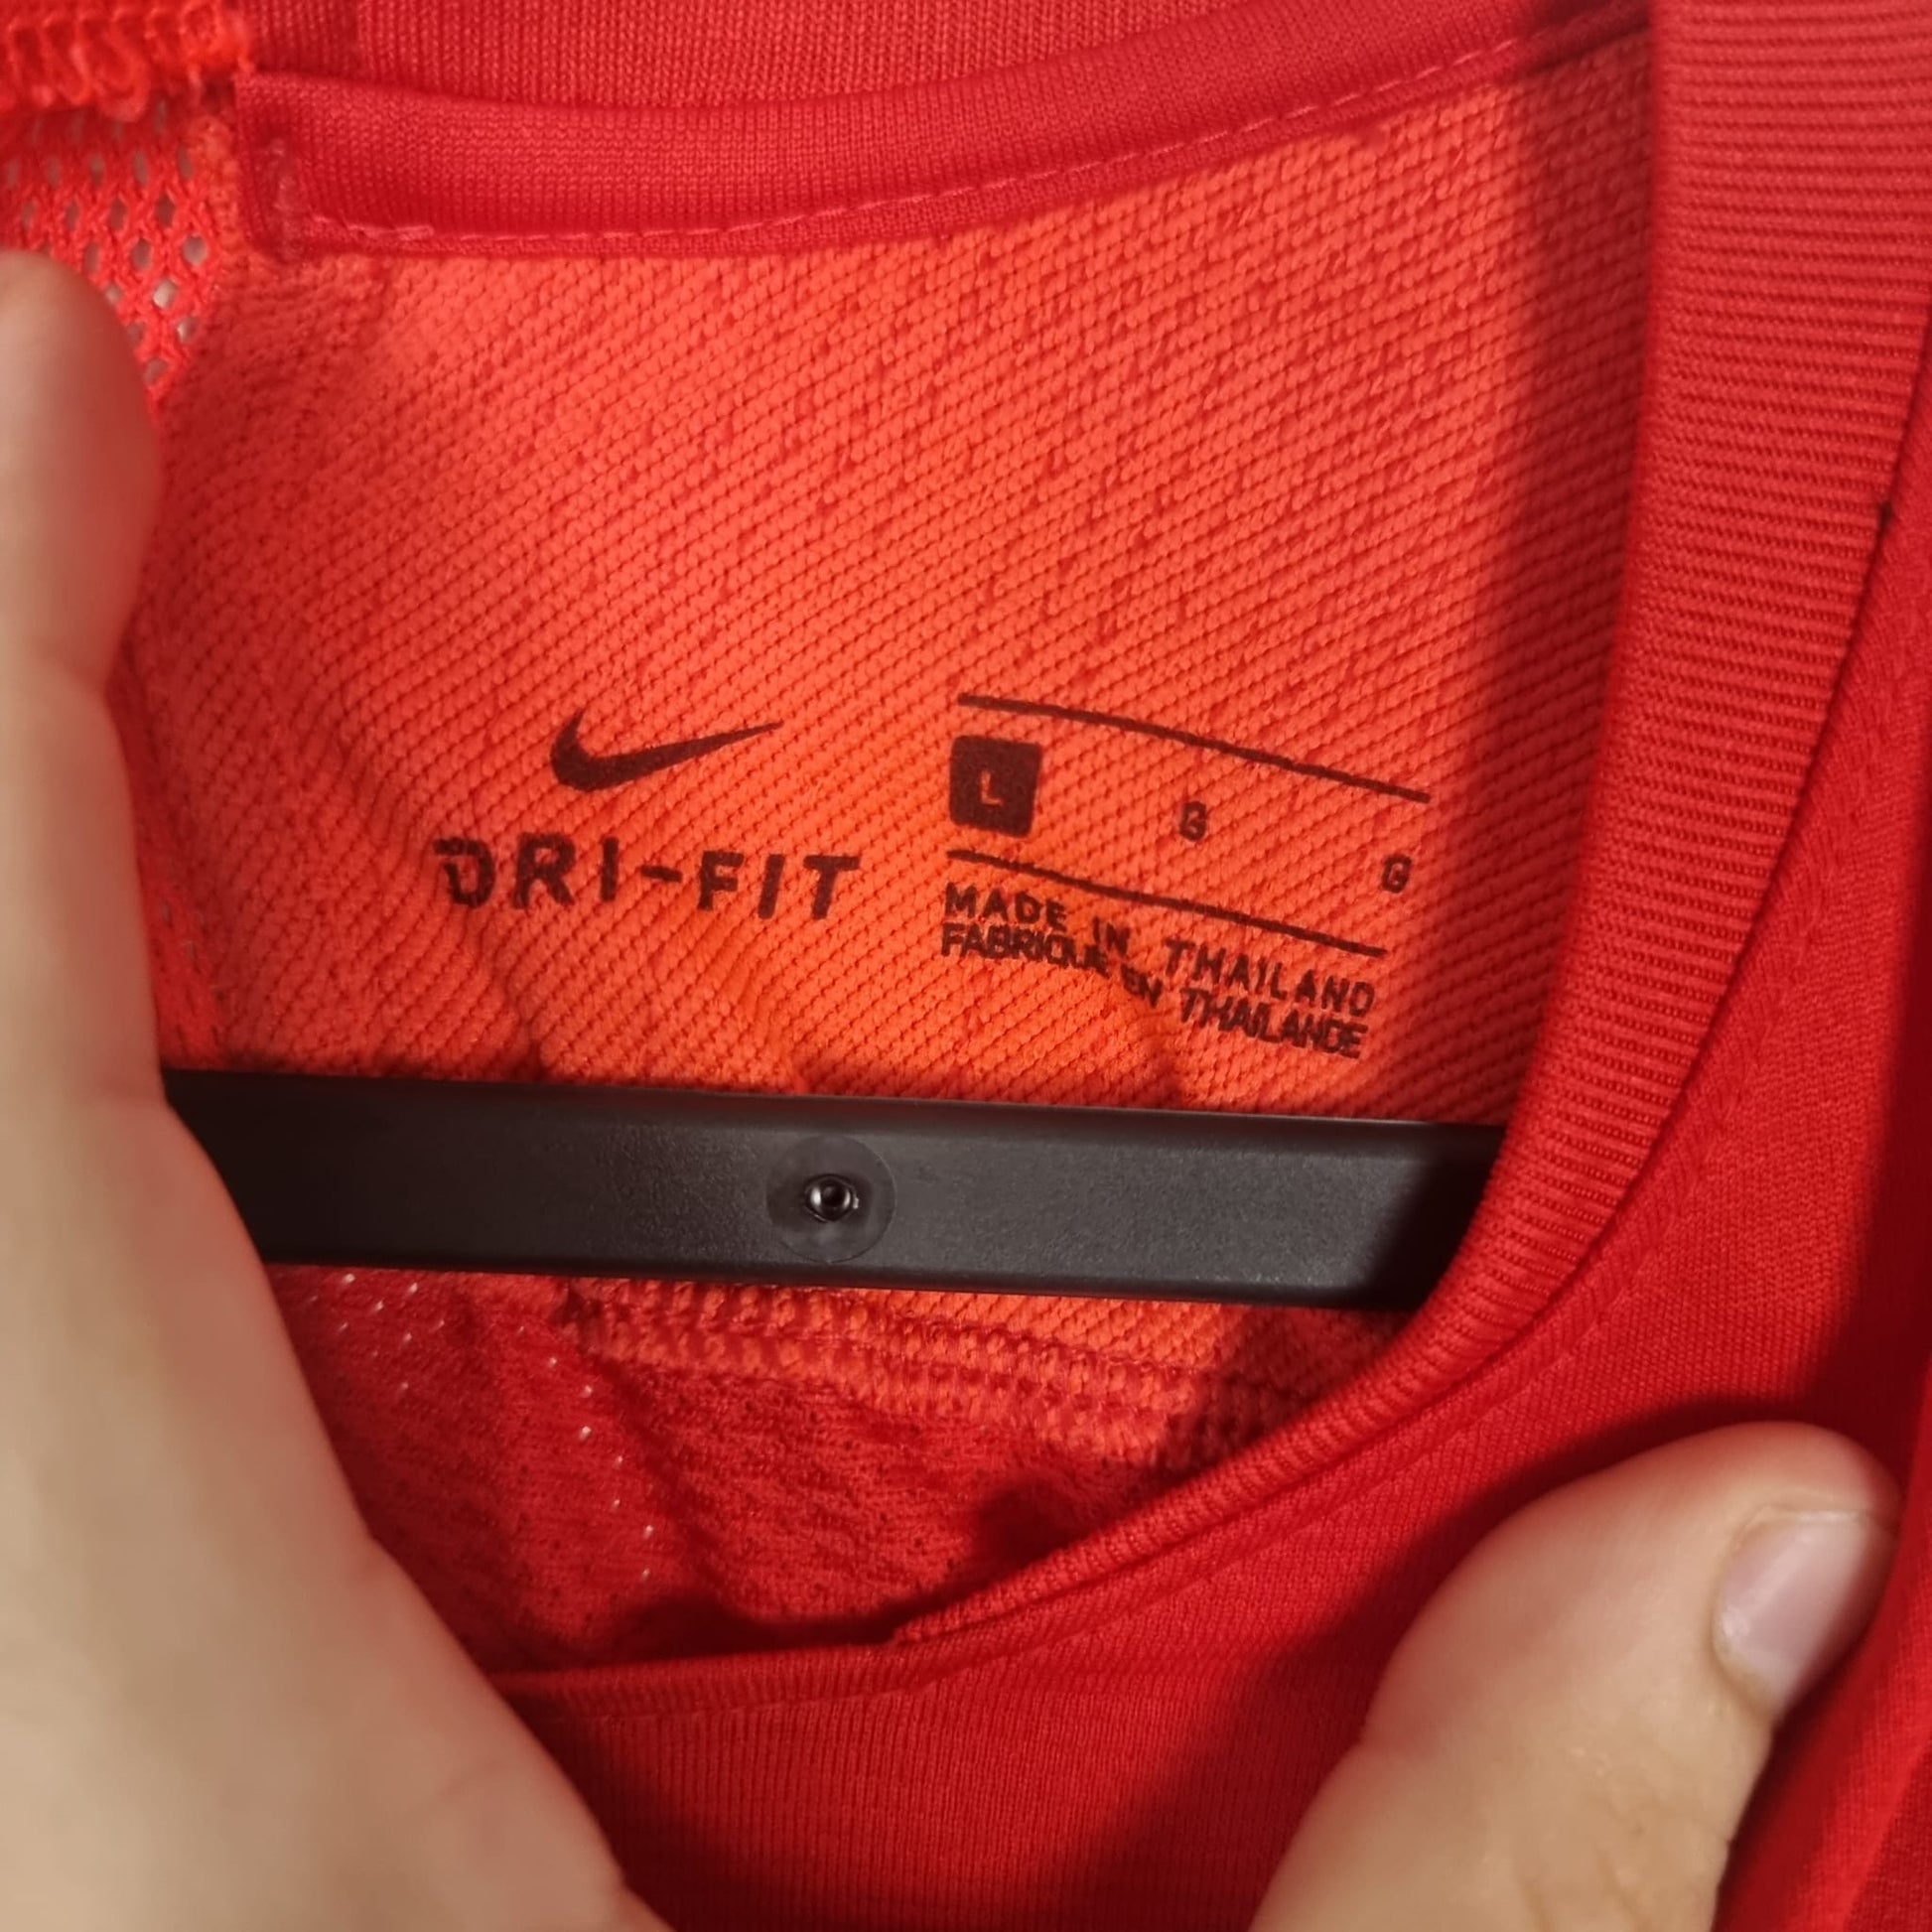 DRI-FIT
L G G
MADE IN THAILAND
FABRIQUÉ EN THAILANDE